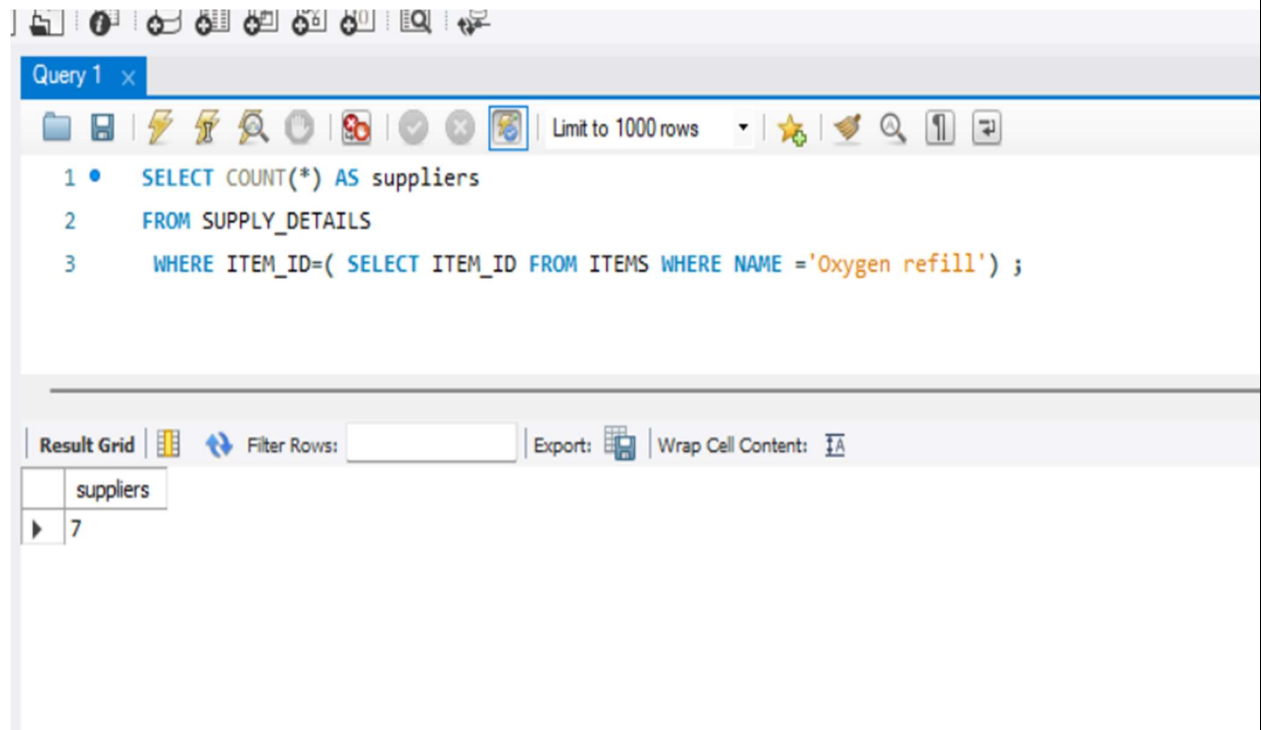 Query 1
Limit to 1000 rows
1 SELECT COUNT(*) AS suppliers
2 FROM SUPPLY_DETAILS
3 WHERE ITEM_ID=( SELECT ITEM_ID FROM ITEMS WHERE NAME ='Oxygen refill') ;
Result Grid Filter Rows: Export: Wrap Cell Content: IA
suppliers
7